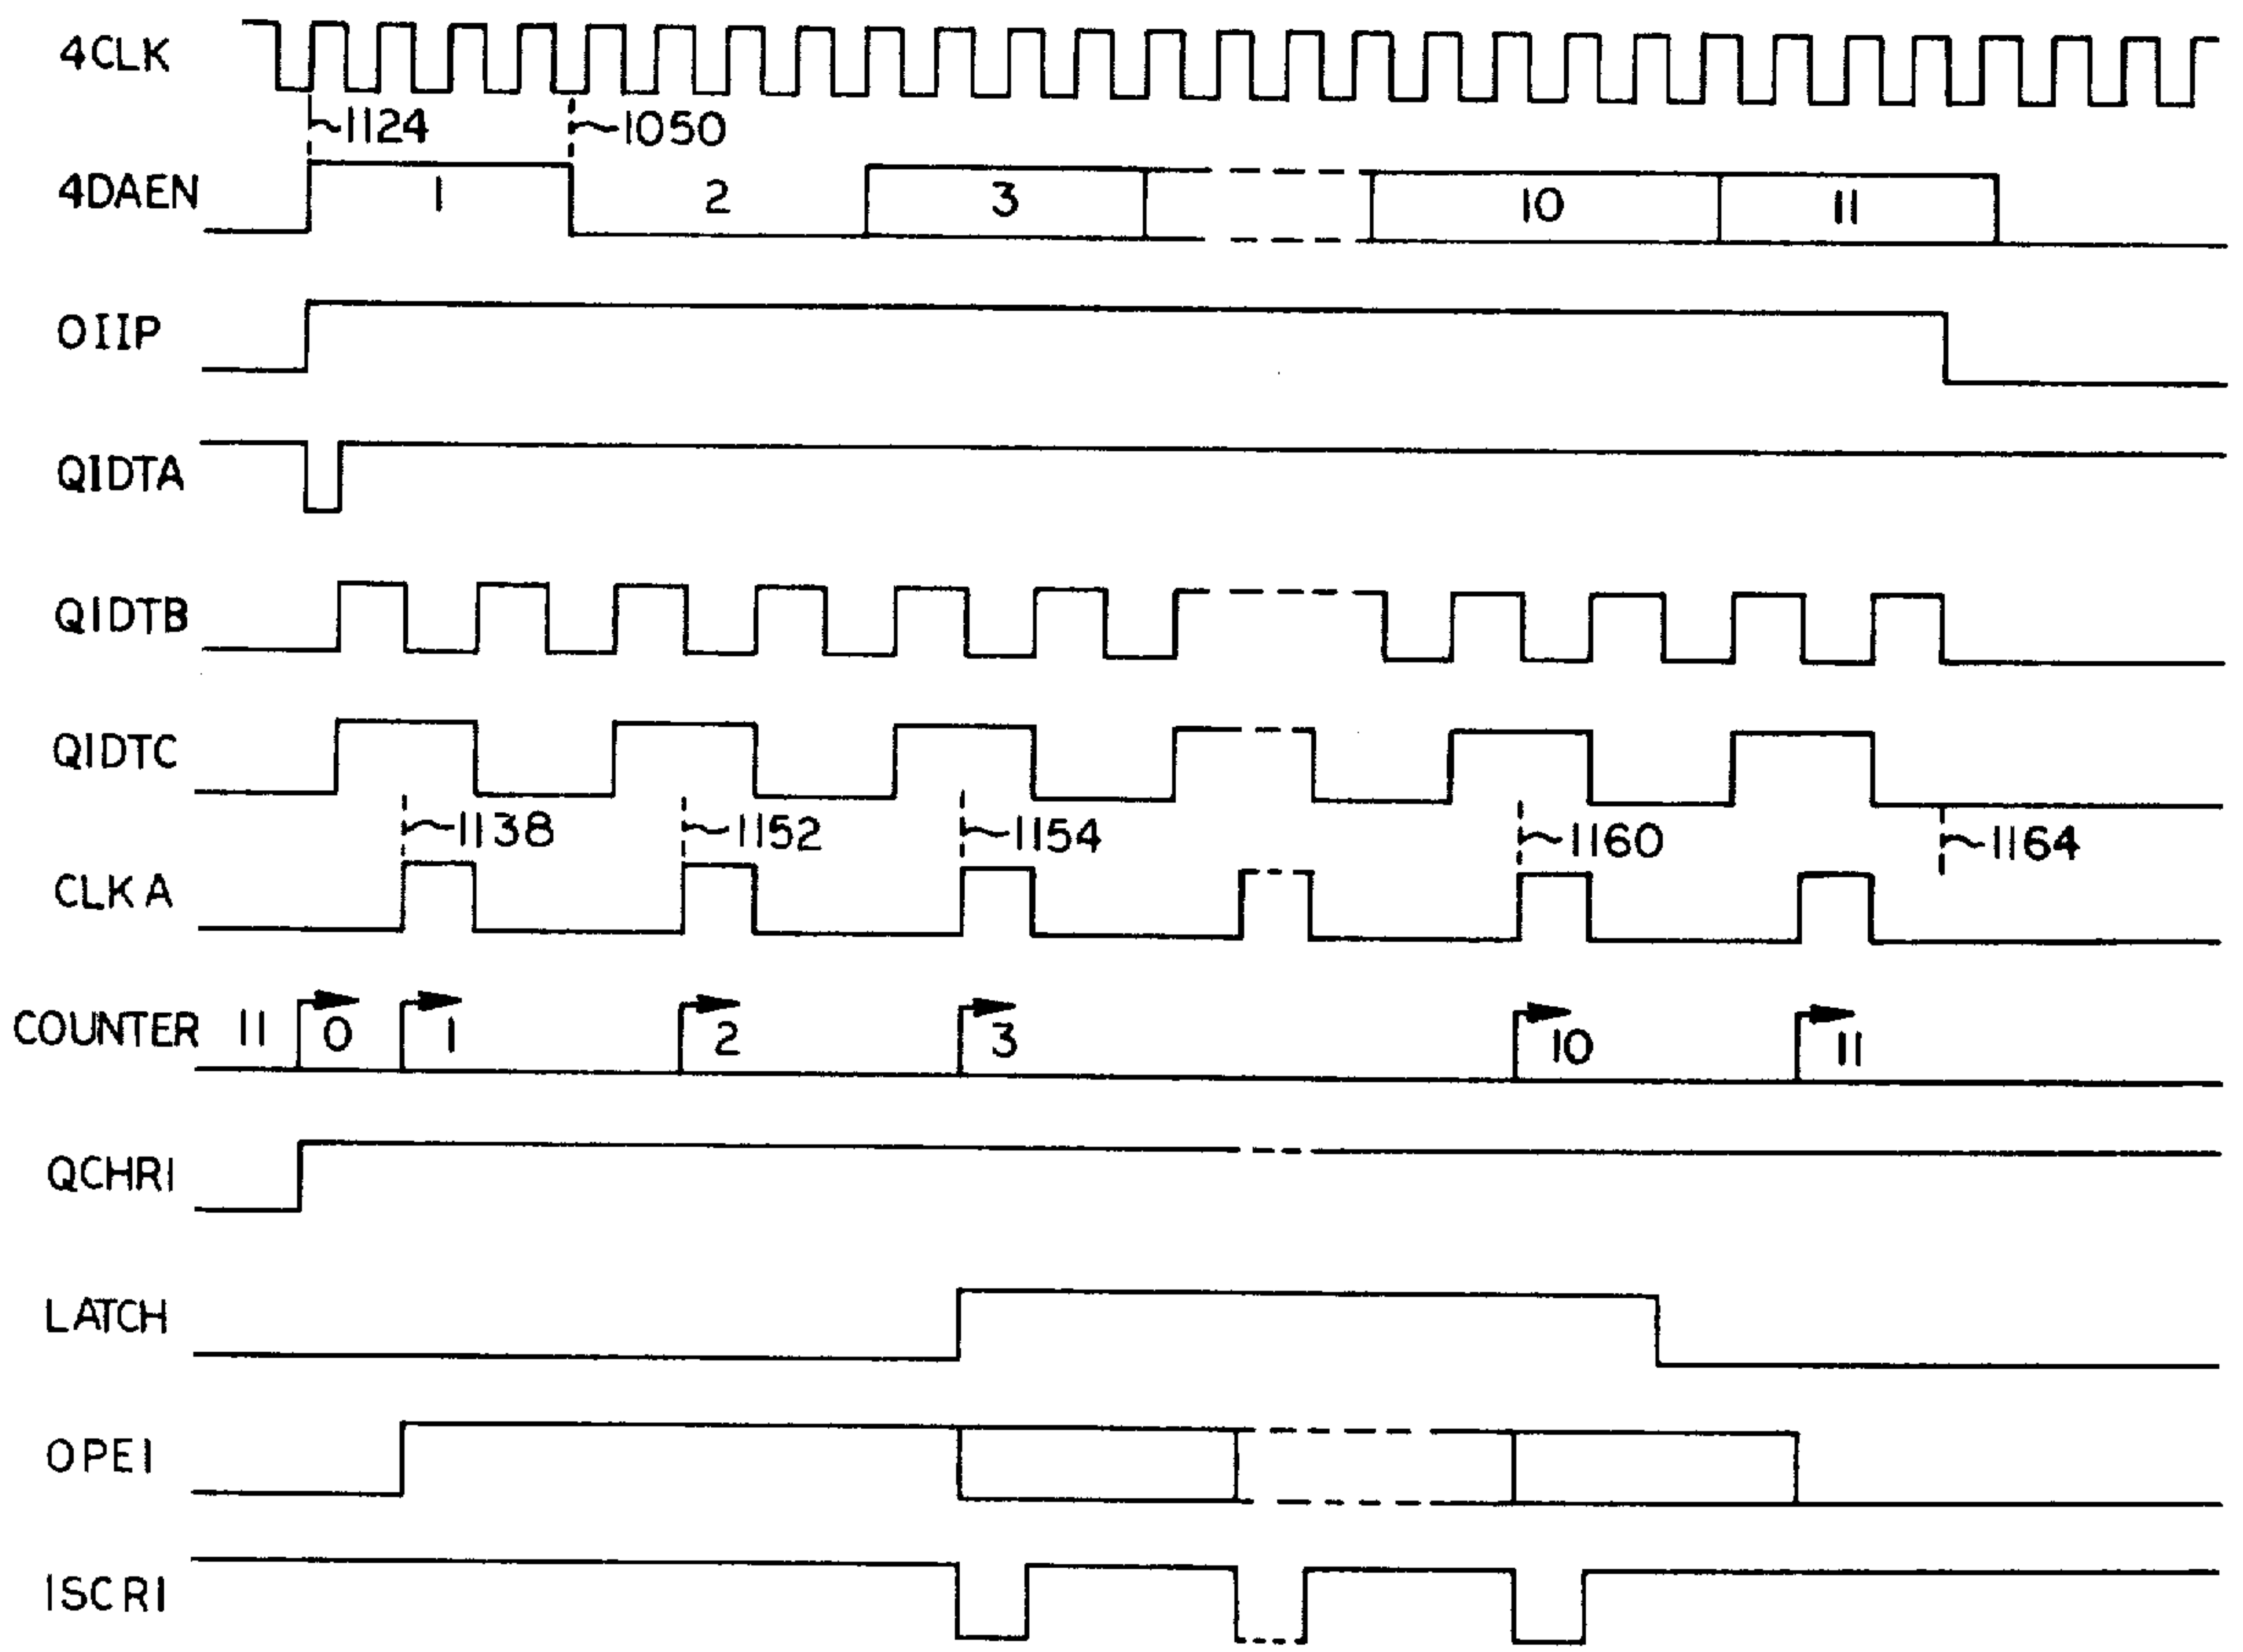 4CLK
1124 1050
4DAEN 1 2 3 10 11
OIIP
QIDTA
QIDTB
QIDTC
1138 1152 1154 1160 1164
CLK A
COUNTER 11 0 1 2 3 10 11
QCHRI
LATCH
OPEI
ISCRI